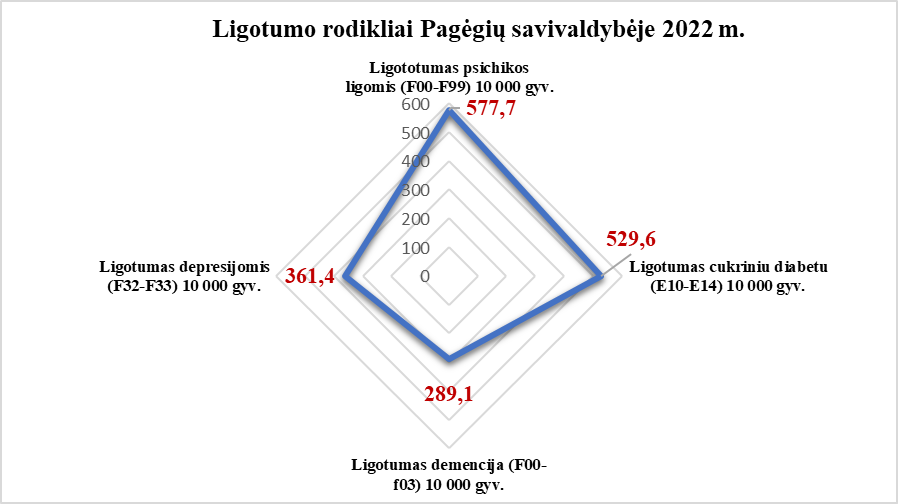 Ligotumo rodikliai Pagėgių savivaldybėje 2022 m.
Ligototumas psichikos
ligomis (F00-F99) 10 000 gyv.
577,7
600
500
400
300
200
100
0
529,6
Ligotumas cukriniu diabetu
(E10-E14) 10 000 gyv.
Ligotumas depresijomis
(F32-F33) 10 000 gyv.
361,4
289,1
Ligotumas demencija (F00-
f03) 10 000 gyv.